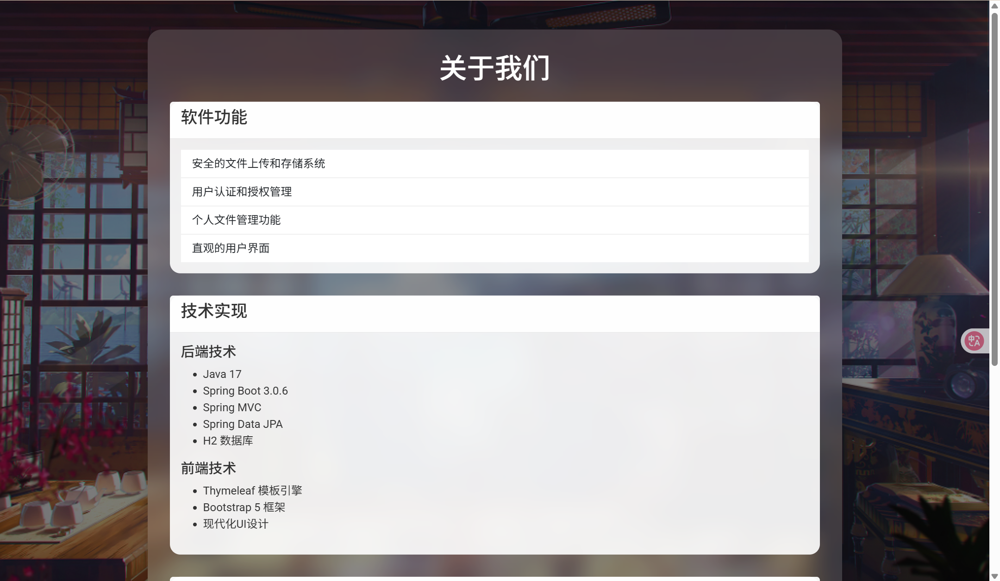 关于我们
软件功能
安全的文件上传和存储系统
用户认证和授权管理
个人文件管理功能
直观的用户界面
技术实现
后端技术
Java 17
Spring Boot 3.0.6
Spring MVC
Spring Data JPA
H2 数据库
前端技术
Thymeleaf 模板引擎
Bootstrap 5 框架
现代化UI设计
中A